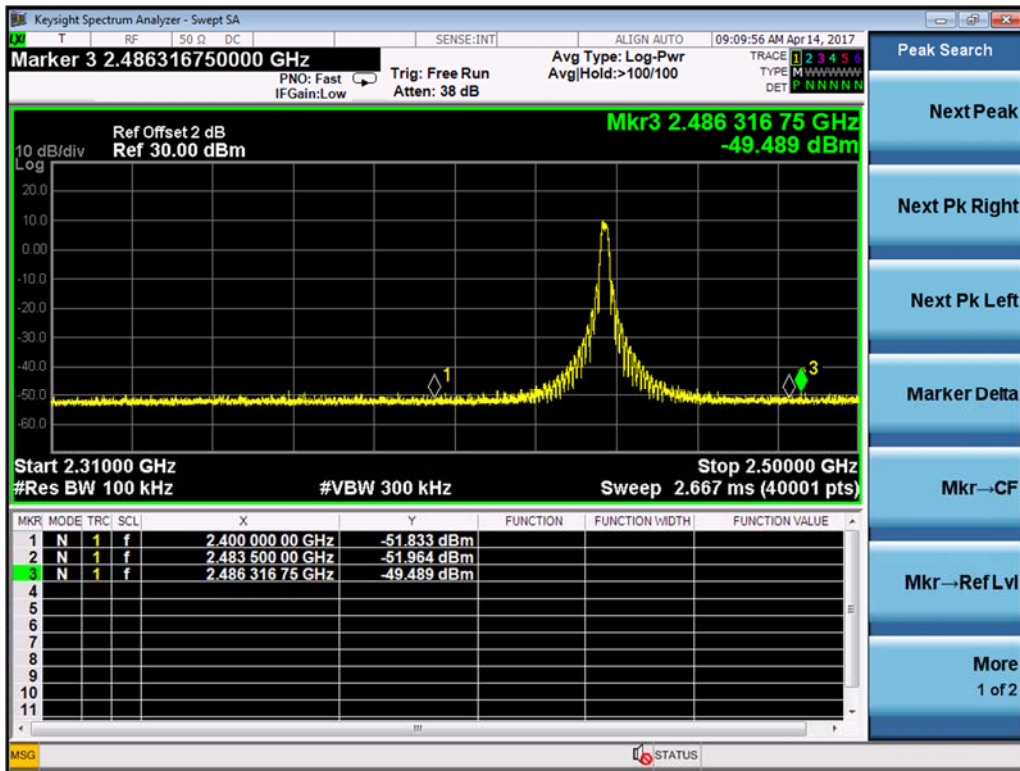 Keysight Spectrum Analyzer - Swept SA
LXI T RF 50 Ω DC SENSE:INT ALIGN AUTO 09:09:56 AM Apr 14, 2017
Marker 3 2.486316750000 GHz
PNO: Fast
IFGain:Low
Trig: Free Run
Atten: 38 dB
Avg Type: Log-Pwr
Avg|Hold:>100/100
TRACE 1 2 3 4 5 6
TYPE M W W W W W
DET P N N N N N
Mkr3 2.486 316 75 GHz
-49.489 dBm
Ref Offset 2 dB
10 dB/div Ref 30.00 dBm
Log
20.0
10.0
0.00
-10.0
-20.0
-30.0
-40.0
-50.0
-60.0
1
3
Start 2.31000 GHz Stop 2.50000 GHz
#Res BW 100 kHz #VBW 300 kHz Sweep 2.667 ms (40001 pts)
MKR MODE TRC SCL X Y FUNCTION FUNCTION WIDTH FUNCTION VALUE
1 N 1 f 2.400 000 00 GHz -51.833 dBm
2 N 1 f 2.483 500 00 GHz -51.964 dBm
3 N 1 f 2.486 316 75 GHz -49.489 dBm
4
5
6
7
8
9
10
11
MSG STATUS
Peak Search
Next Peak
Next Pk Right
Next Pk Left
Marker Delta
Mkr→CF
Mkr→Ref Lvl
More
1 of 2